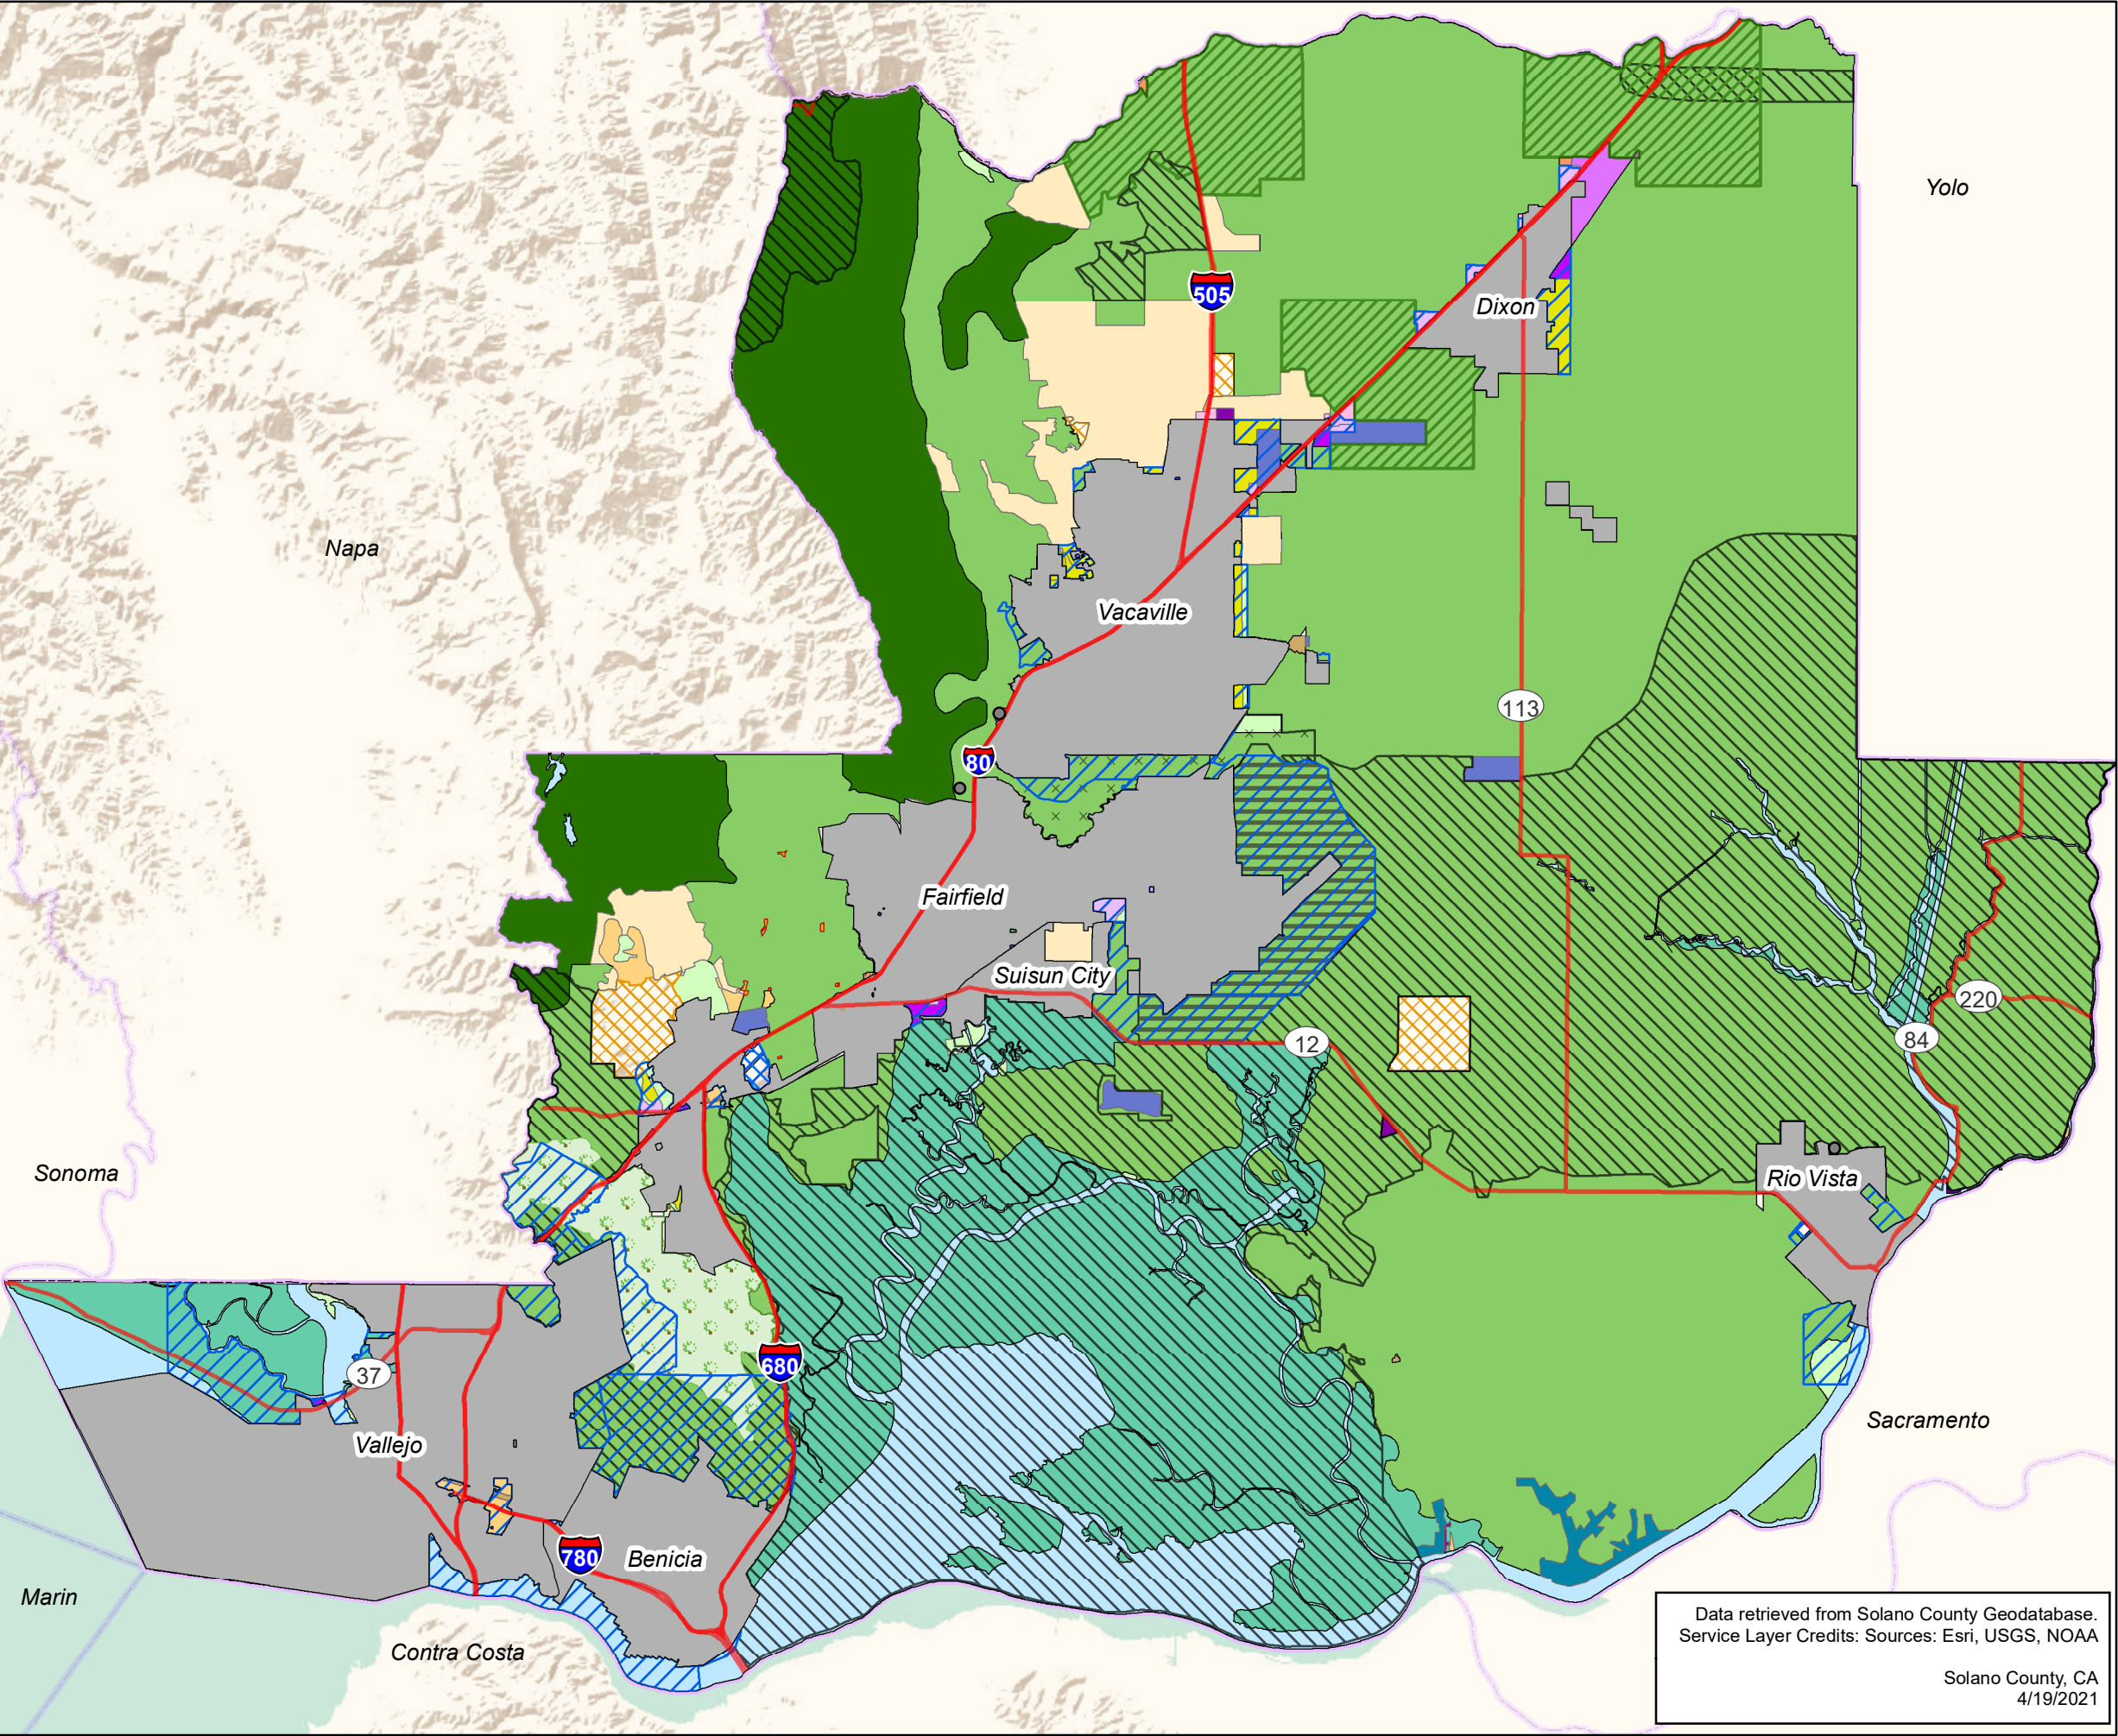 Yolo
505
Dixon
Napa
Vacaville
113
80
Fairfield
Suisun City
220
84
12
Sonoma
Rio Vista
680
37
Sacramento
Vallejo
780
Benicia
Marin
Contra Costa
Data retrieved from Solano County Geodatabase.
Service Layer Credits: Sources: Esri, USGS, NOAA
Solano County, CA
4/19/2021